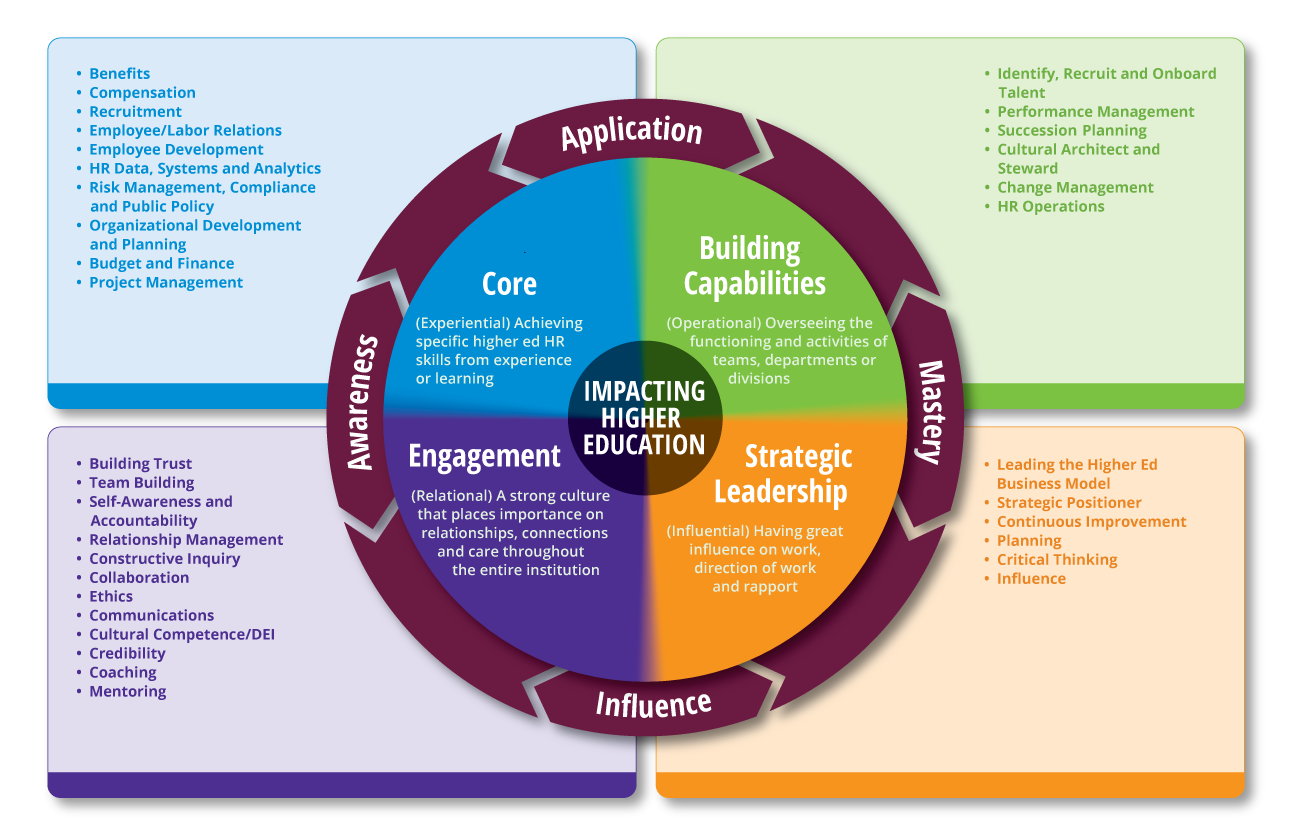 • Benefits
• Compensation
• Recruitment
• Employee/Labor Relations
• Employee Development
• HR Data, Systems and Analytics
• Risk Management, Compliance
and Public Policy
• Organizational Development
and Planning
• Budget and Finance
• Project Management
• Identify, Recruit and Onboard
Talent
• Performance Management
• Succession Planning
• Cultural Architect and
Steward
• Change Management
• HR Operations
Application
Mastery
Influence
Awareness
Core
(Experiential) Achieving
specific higher ed HR
skills from experience
or learning
Building
Capabilities
(Operational) Overseeing the
functioning and activities of
teams, departments or
divisions
IMPACTING
HIGHER
EDUCATION
Engagement
(Relational) A strong culture
that places importance on
relationships, connections
and care throughout
the entire institution
Strategic
Leadership
(Influential) Having great
influence on work,
direction of work
and rapport
• Building Trust
• Team Building
• Self-Awareness and
Accountability
• Relationship Management
• Constructive Inquiry
• Collaboration
• Ethics
• Communications
• Cultural Competence/DEI
• Credibility
• Coaching
• Mentoring
• Leading the Higher Ed
Business Model
• Strategic Positioner
• Continuous Improvement
• Planning
• Critical Thinking
• Influence